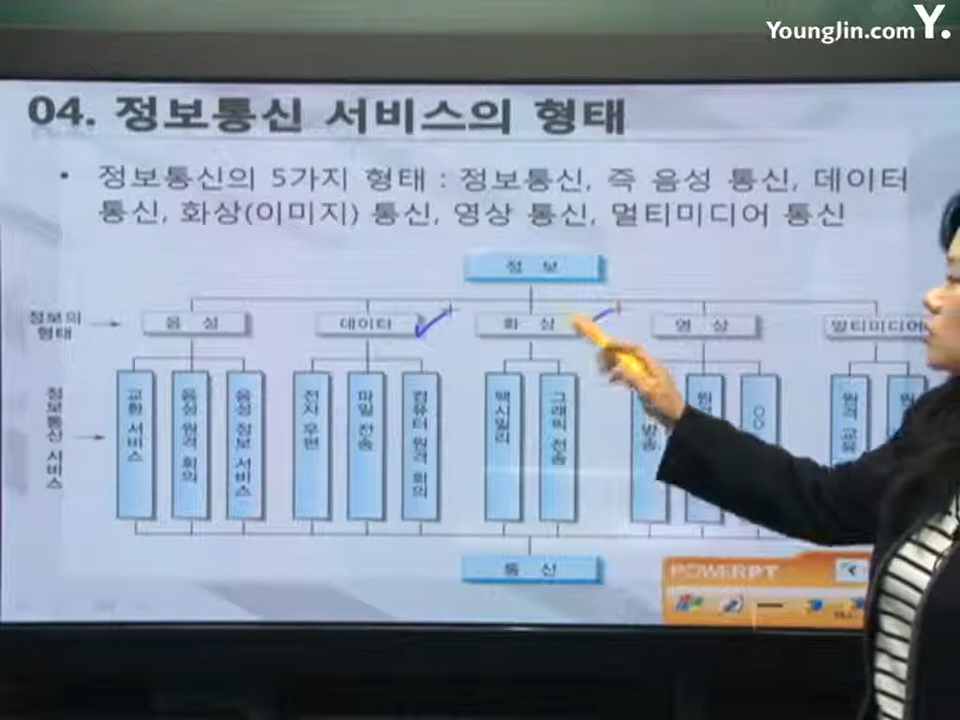 YoungJin.com Y.
04. 정보통신 서비스의 형태
• 정보통신의 5가지 형태 : 정보통신, 즉 음성 통신, 데이터
통신, 화상(이미지) 통신, 영상 통신, 멀티미디어 통신
정보
정보의
형태
음성
데이타
화상
영상
멀티미디어
정보통신 서비스
교환 서비스
음성 원격 회의
음성 정보 서비스
전자 우편
파일 전송
컴퓨터 원격 회의
팩시밀리
그래픽 전송
방송
원격 교육
통신
POWERPT